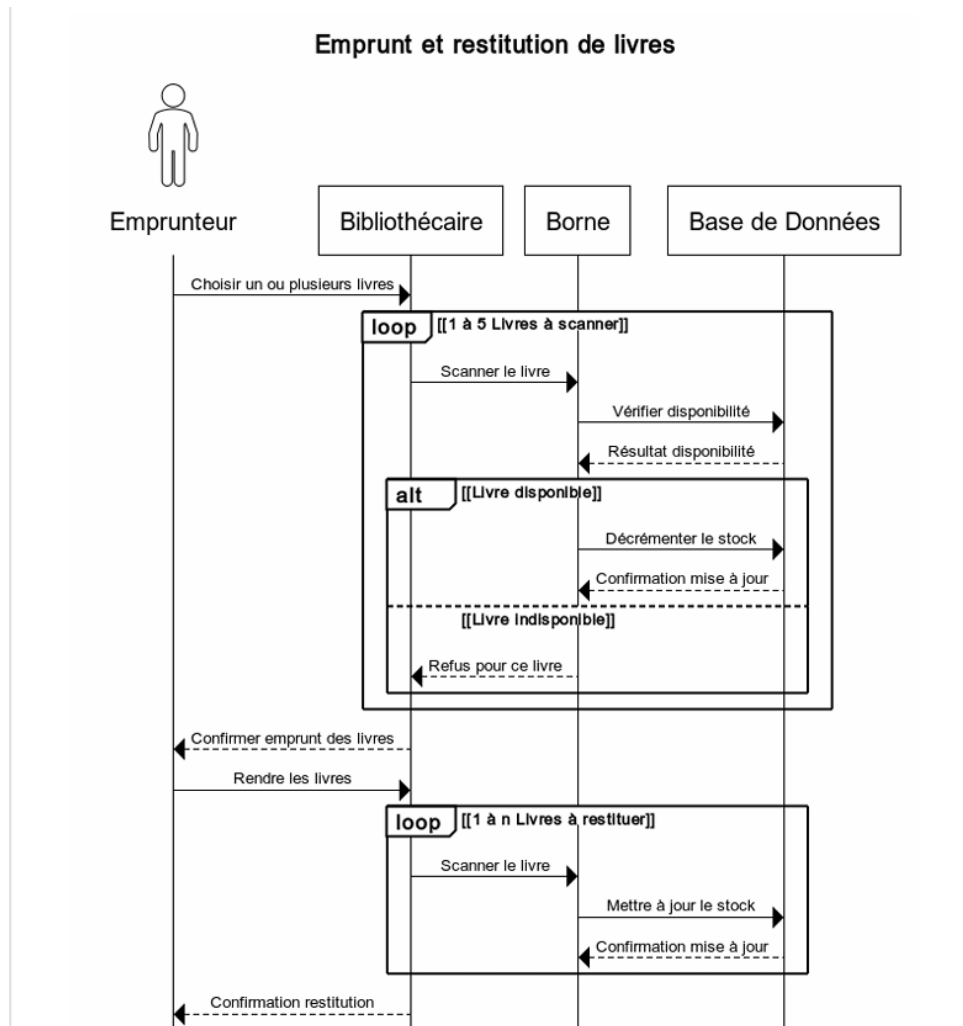 Emprunt et restitution de livres
Emprunteur
Bibliothécaire
Borne
Base de Données
Choisir un ou plusieurs livres
loop
[[1 à 5 Livres à scanner]]
Scanner le livre
Vérifier disponibilité
Résultat disponibilité
alt
[[Livre disponible]]
Décrémenter le stock
Confirmation mise à jour
[[Livre indisponible]]
Refus pour ce livre
Confirmer emprunt des livres
Rendre les livres
loop
[[1 à n Livres à restituer]]
Scanner le livre
Mettre à jour le stock
Confirmation mise à jour
Confirmation restitution